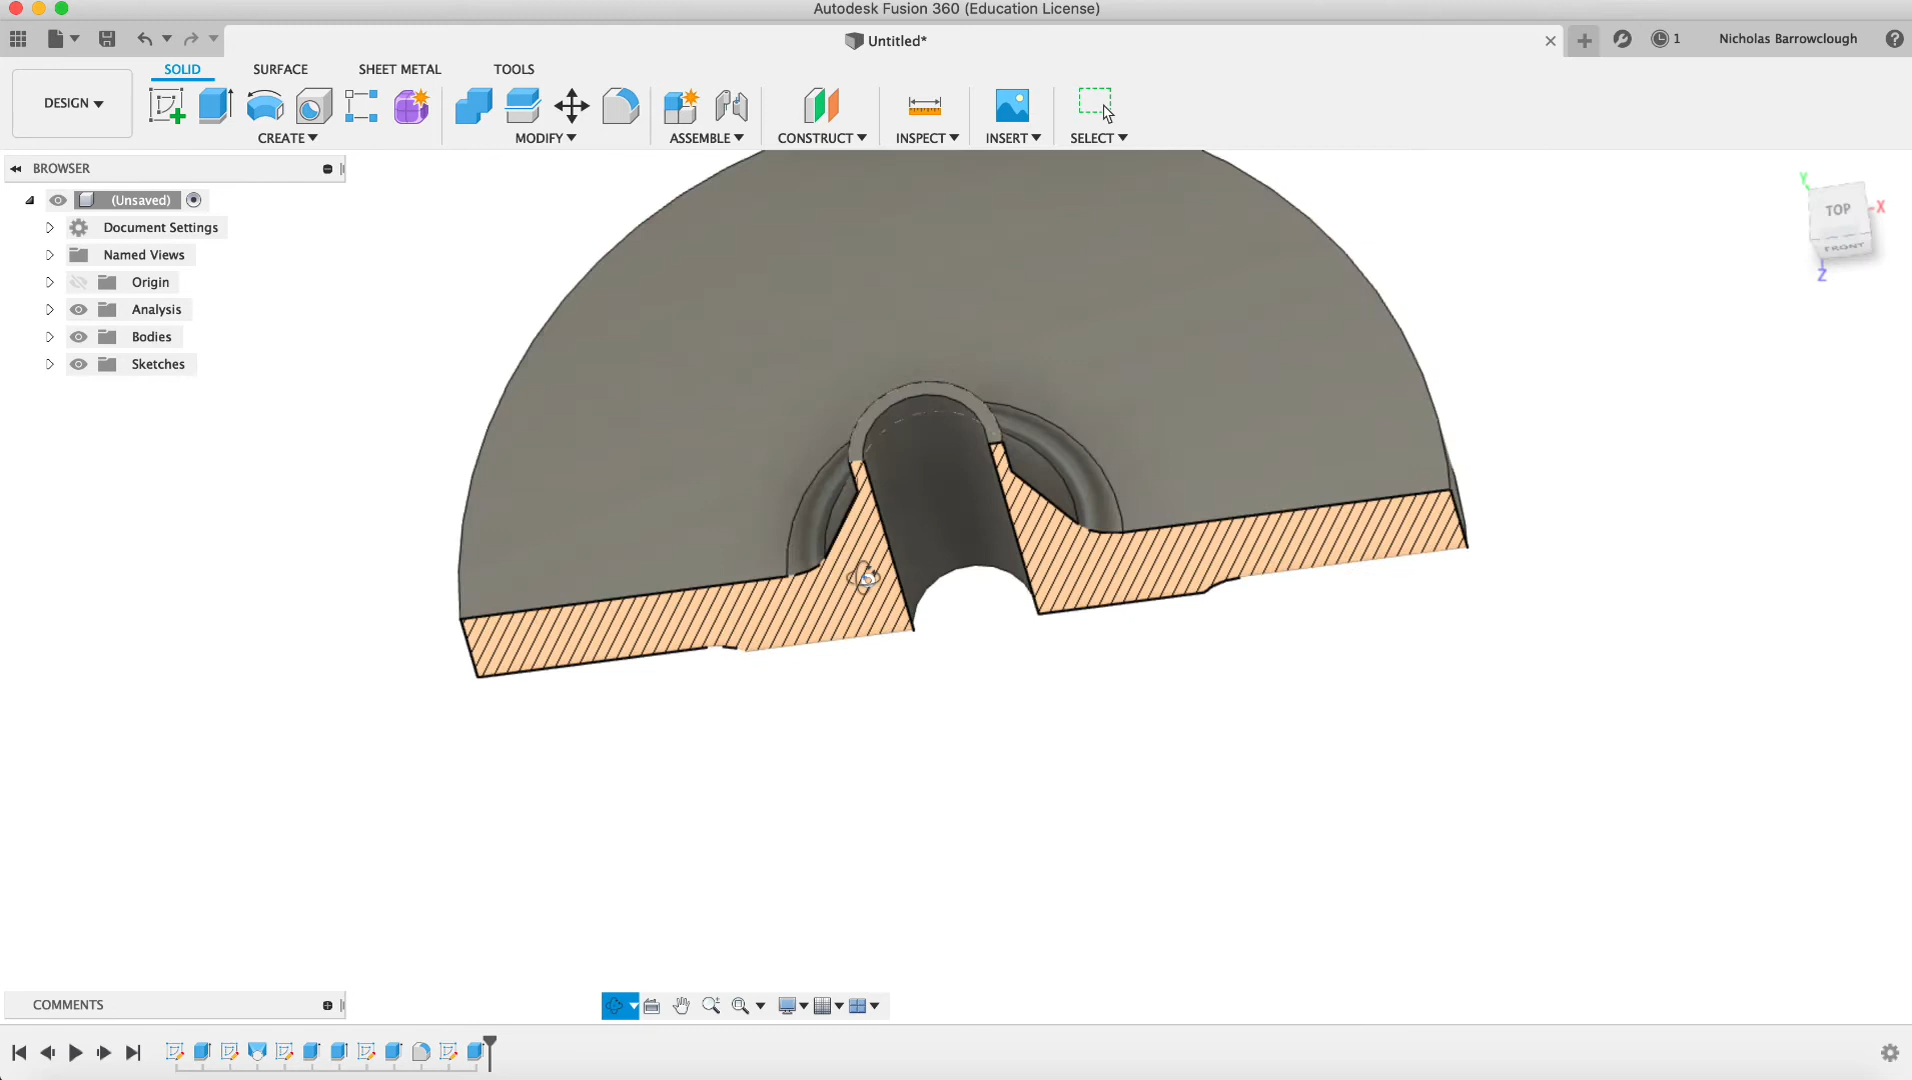 Autodesk Fusion 360 (Education License)
Untitled*
1
Nicholas Barrowclough
SOLID
SURFACE
SHEET METAL
TOOLS
DESIGN
CREATE
MODIFY
ASSEMBLE
CONSTRUCT
INSPECT
INSERT
SELECT
BROWSER
(Unsaved)
Document Settings
Named Views
Origin
Analysis
Bodies
Sketches
Y
TOP
X
FRONT
Z
COMMENTS